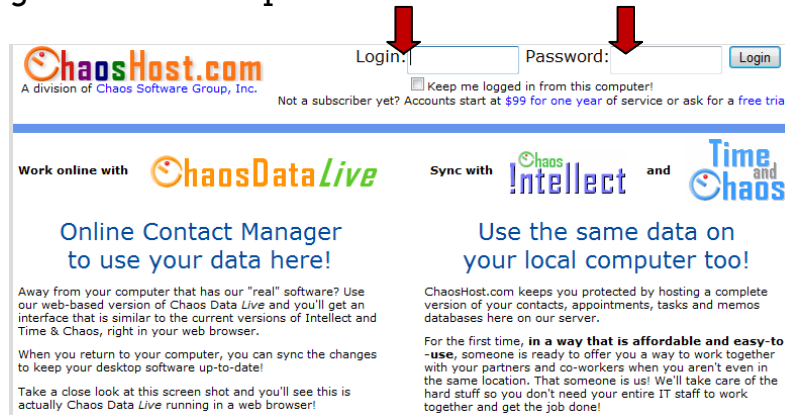 ChaosHost.com
A division of Chaos Software Group, Inc.
Login: Password: Login
Keep me logged in from this computer!
Not a subscriber yet? Accounts start at $99 for one year of service or ask for a free tria
Work online with ChaosDataLive
Sync with Chaos Intellect and Time and Chaos
Online Contact Manager
to use your data here!
Away from your computer that has our "real" software? Use
our web-based version of Chaos Data Live and you'll get an
interface that is similar to the current versions of Intellect and
Time & Chaos, right in your web browser.
When you return to your computer, you can sync the changes
to keep your desktop software up-to-date!
Take a close look at this screen shot and you'll see this is
actually Chaos Data Live running in a web browser!
Use the same data on
your local computer too!
ChaosHost.com keeps you protected by hosting a complete
version of your contacts, appointments, tasks and memos
databases here on our server.
For the first time, in a way that is affordable and easy-to
-use, someone is ready to offer you a way to work together
with your partners and co-workers when you aren't even in
the same location. That someone is us! We'll take care of the
hard stuff so you don't need your entire IT staff to work
together and get the job done!